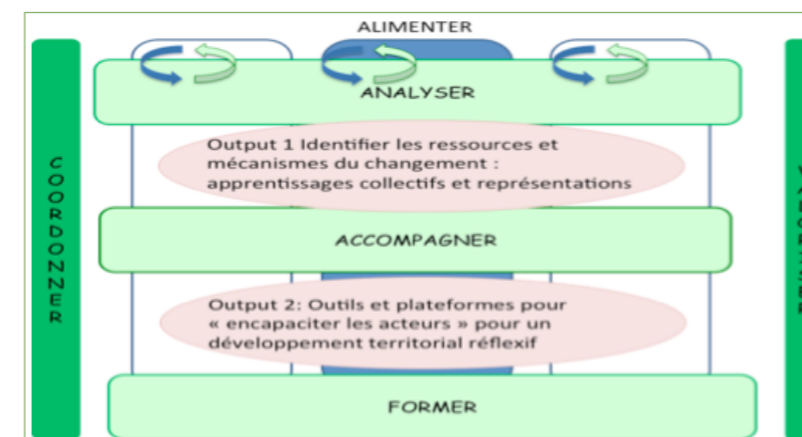 ALIMENTER
COORDONNER
ANALYSER
Output 1 Identifier les ressources et
mécanismes du changement :
apprentissages collectifs et représentations
ACCOMPAGNER
Output 2: Outils et plateformes pour
« encapaciter les acteurs » pour un
développement territorial réflexif
FORMER